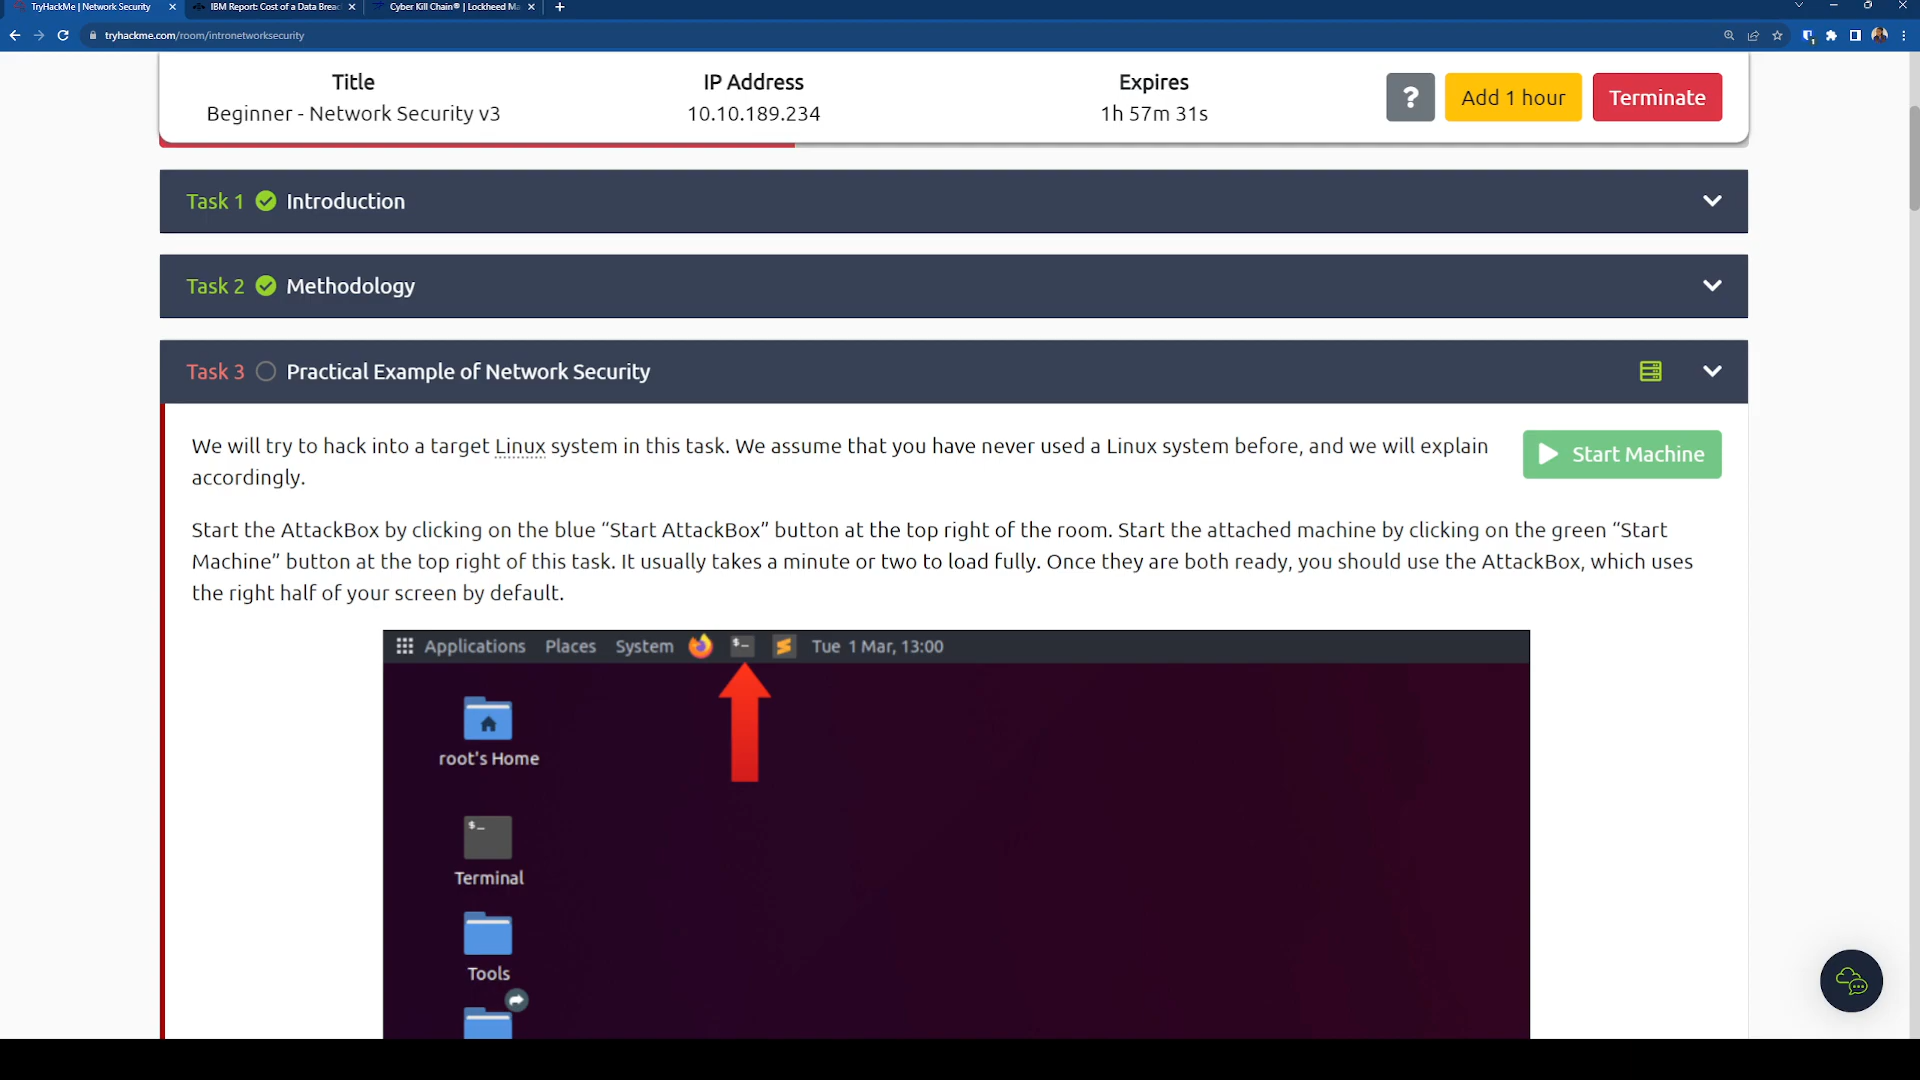 TryHackMe | Network Security
IBM Report: Cost of a Data Breac
Cyber Kill Chain® | Lockheed Ma
tryhackme.com/room/intronetworksecurity
Title
IP Address
Expires
Beginner - Network Security v3
10.10.189.234
1h 57m 31s
?
Add 1 hour
Terminate
Task 1
Introduction
Task 2
Methodology
Task 3
Practical Example of Network Security
We will try to hack into a target Linux system in this task. We assume that you have never used a Linux system before, and we will explain
accordingly.
Start Machine
Start the AttackBox by clicking on the blue “Start AttackBox” button at the top right of the room. Start the attached machine by clicking on the green “Start
Machine” button at the top right of this task. It usually takes a minute or two to load fully. Once they are both ready, you should use the AttackBox, which uses
the right half of your screen by default.
Applications Places System $_ Tue 1 Mar, 13:00
root's Home
$_
Terminal
Tools